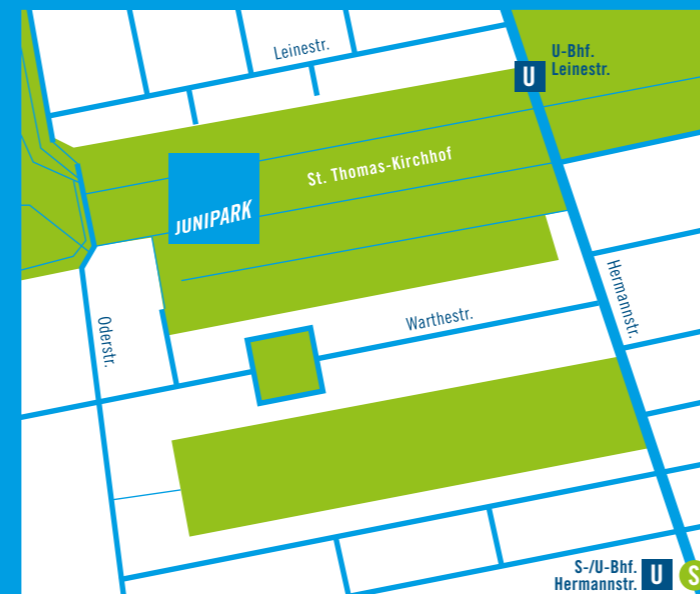 Leinestr.
U-Bhf.
Leinestr.
U
St. Thomas-Kirchhof
JUNIPARK
Hermannstr.
Oderstr.
Warthestr.
S-/U-Bhf.
Hermannstr.
U
S